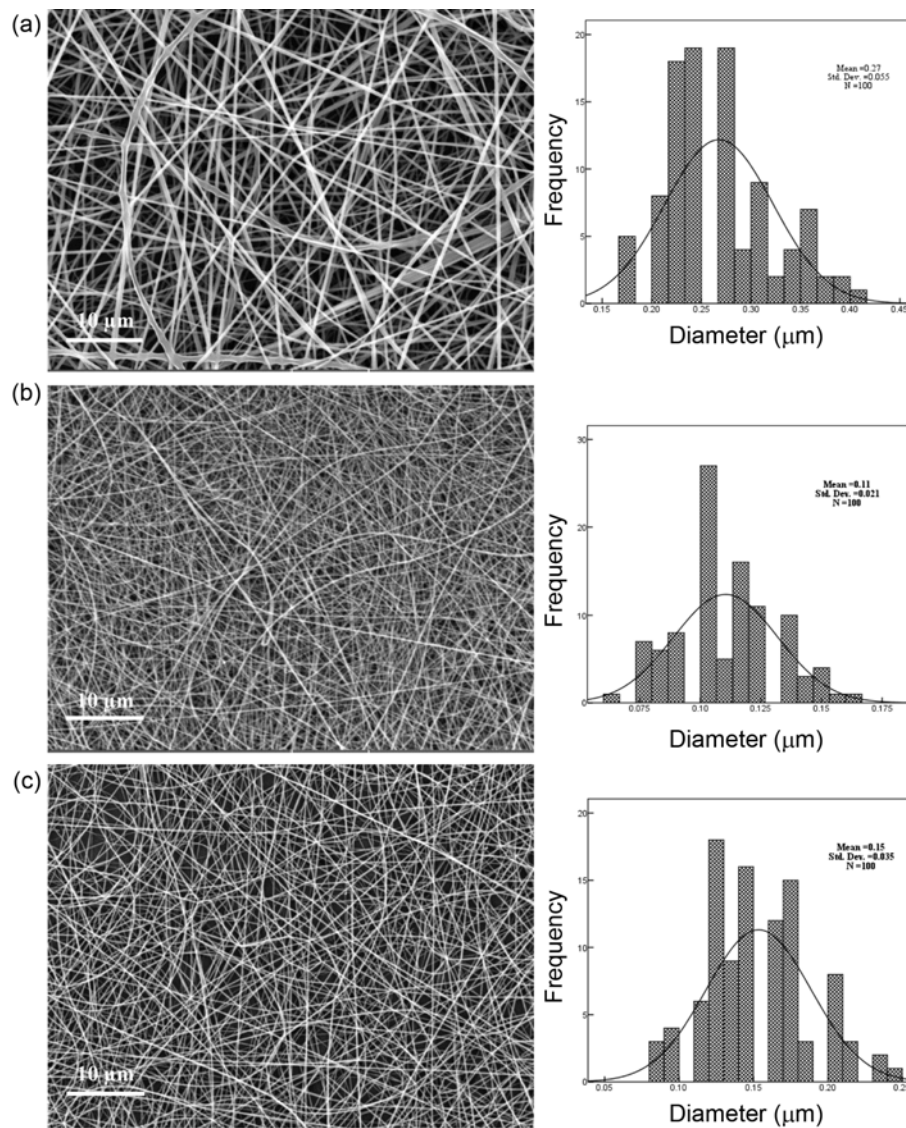 (a)
10 μm
Frequency
20
15
10
5
0
Mean =0.27
Std. Dev. =0.055
N =100
0.15 0.20 0.25 0.30 0.35 0.40 0.45
Diameter (μm)
(b)
10 μm
Frequency
30
20
10
0
Mean =0.11
Std. Dev. =0.021
N =100
0.075 0.10 0.125 0.15 0.175
Diameter (μm)
(c)
10 μm
Frequency
20
15
10
5
0
Mean =0.15
Std. Dev. =0.035
N =100
0.05 0.10 0.15 0.20 0.25
Diameter (μm)